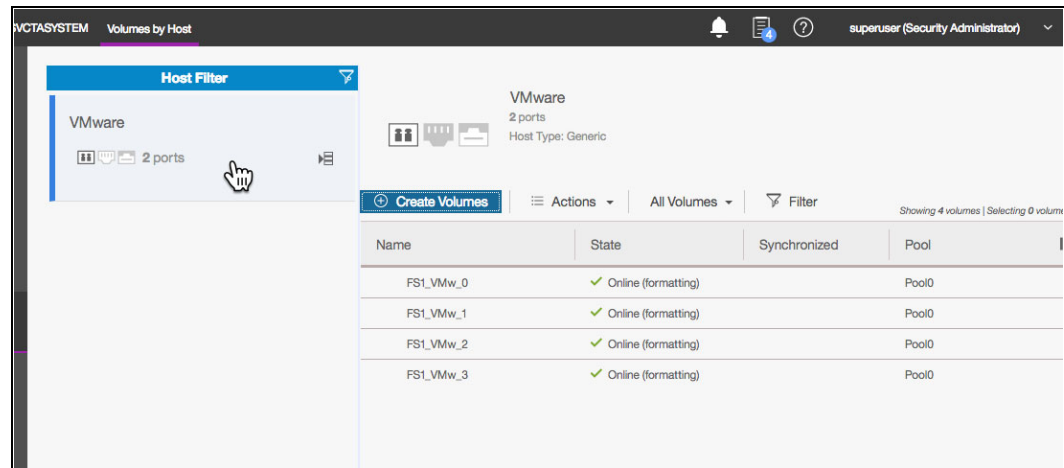 SVCTASYSTEM Volumes by Host
4
superuser (Security Administrator)
Host Filter
VMware
2 ports
VMware
2 ports
Host Type: Generic
Create Volumes Actions All Volumes Filter
Showing 4 volumes | Selecting 0 volume
Name State Synchronized Pool
FS1_VMw_0 Online (formatting) Pool0
FS1_VMw_1 Online (formatting) Pool0
FS1_VMw_2 Online (formatting) Pool0
FS1_VMw_3 Online (formatting) Pool0